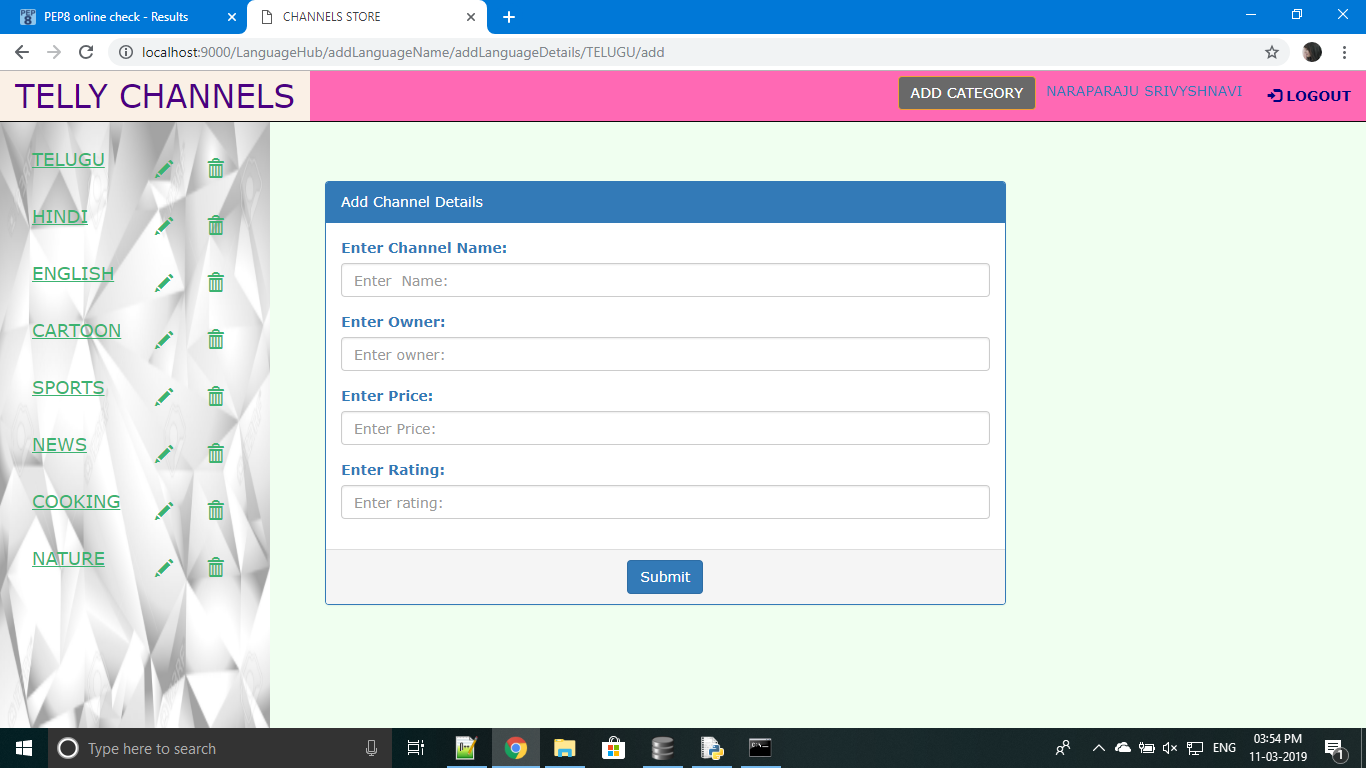 PEP8 online check - Results
CHANNELS STORE
localhost:9000/LanguageHub/addLanguageName/addLanguageDetails/TELUGU/add
TELLY CHANNELS
ADD CATEGORY
NARAPARAJU SRIVYSHNAVI
LOGOUT
TELUGU
HINDI
ENGLISH
CARTOON
SPORTS
NEWS
COOKING
NATURE
Add Channel Details
Enter Channel Name:
Enter  Name:
Enter Owner:
Enter owner:
Enter Price:
Enter Price:
Enter Rating:
Enter rating:
Submit
Type here to search
ENG
03:54 PM
11-03-2019
1